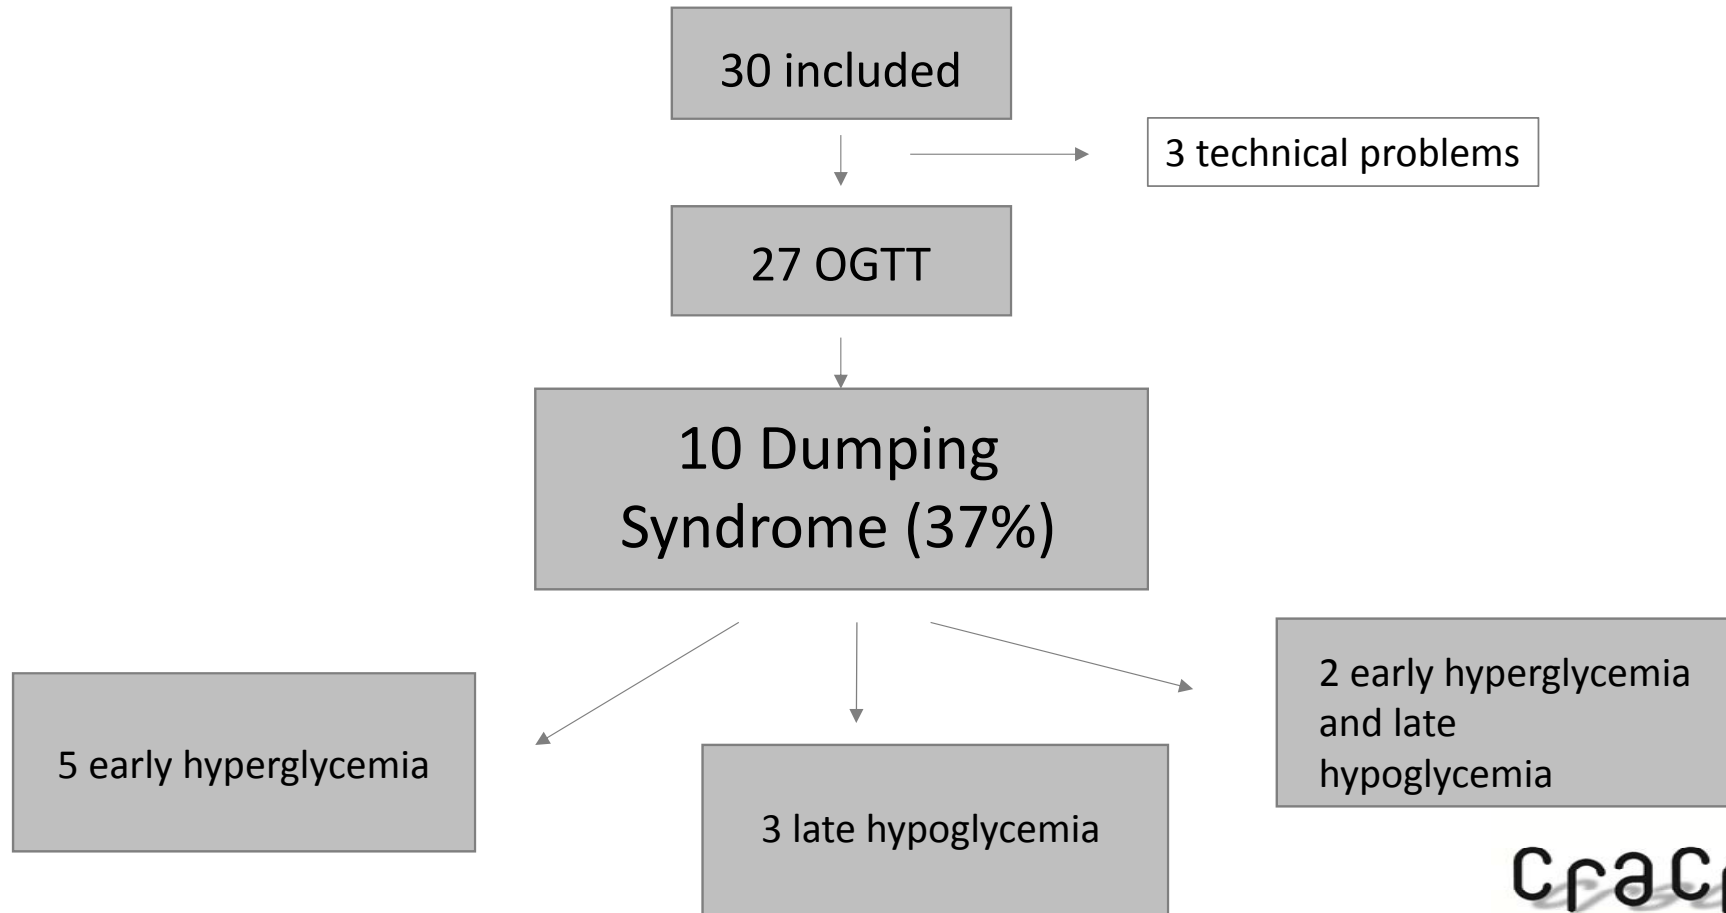 30 included
3 technical problems
27 OGTT
10 Dumping
Syndrome (37%)
5 early hyperglycemia
3 late hypoglycemia
2 early hyperglycemia
and late
hypoglycemia